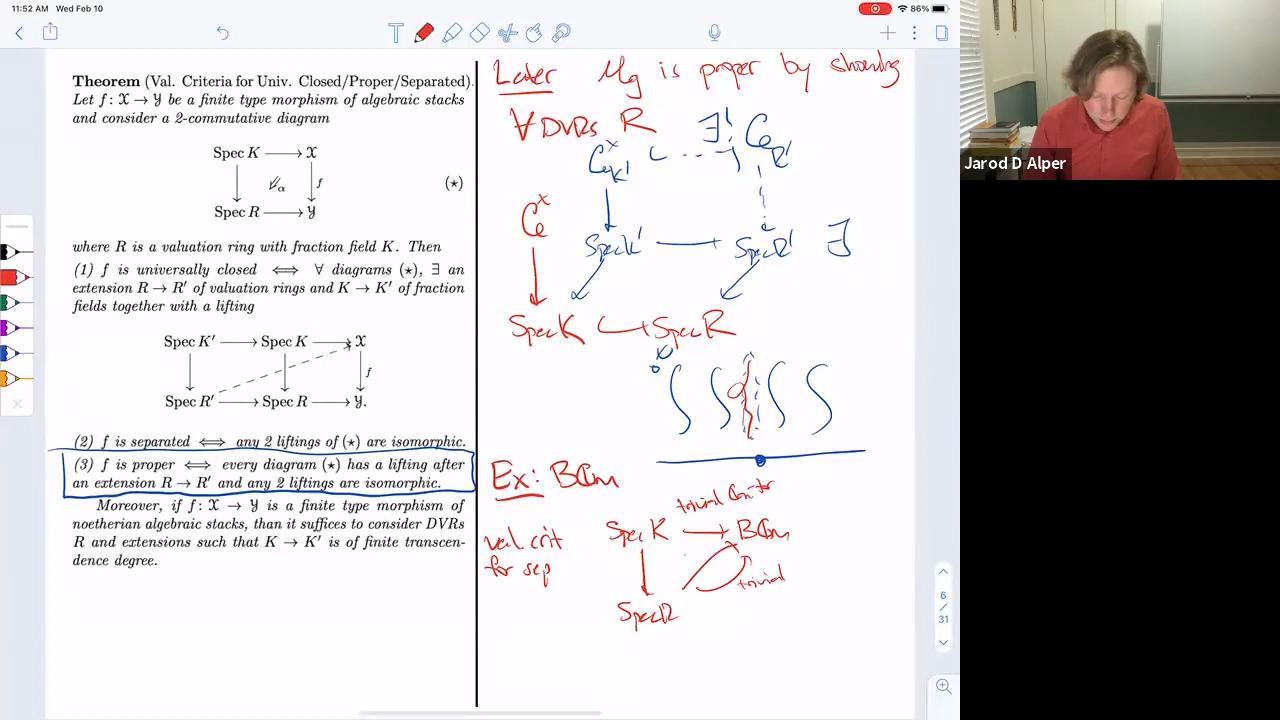 11:52 AM Wed Feb 10
86%
Theorem (Val. Criteria for Univ. Closed/Proper/Separated).
Let f: X → Y be a finite type morphism of algebraic stacks
and consider a 2-commutative diagram
Spec K → X
α f (⋆)
Spec R → Y
where R is a valuation ring with fraction field K. Then
(1) f is universally closed ⟺ ∀ diagrams (⋆), ∃ an
extension R → R′ of valuation rings and K → K′ of fraction
fields together with a lifting
Spec K′ → Spec K → X
f
Spec R′ → Spec R → Y.
(2) f is separated ⟺ any 2 liftings of (⋆) are isomorphic.
(3) f is proper ⟺ every diagram (⋆) has a lifting after
an extension R → R′ and any 2 liftings are isomorphic.
Moreover, if f: X → Y is a finite type morphism of
noetherian algebraic stacks, than it suffices to consider DVRs
R and extensions such that K → K′ is of finite transcen-
dence degree.
Later Mg is proper by showing
∀ DVRs R ∃!
Spec K' → Spec R' ∃
Spec K → Spec R
Ex: BGm
trivial Gm-tor
val. crit
for sep
Spec K → BGm
trivial
Spec R
6
/
31
Jarod D Alper